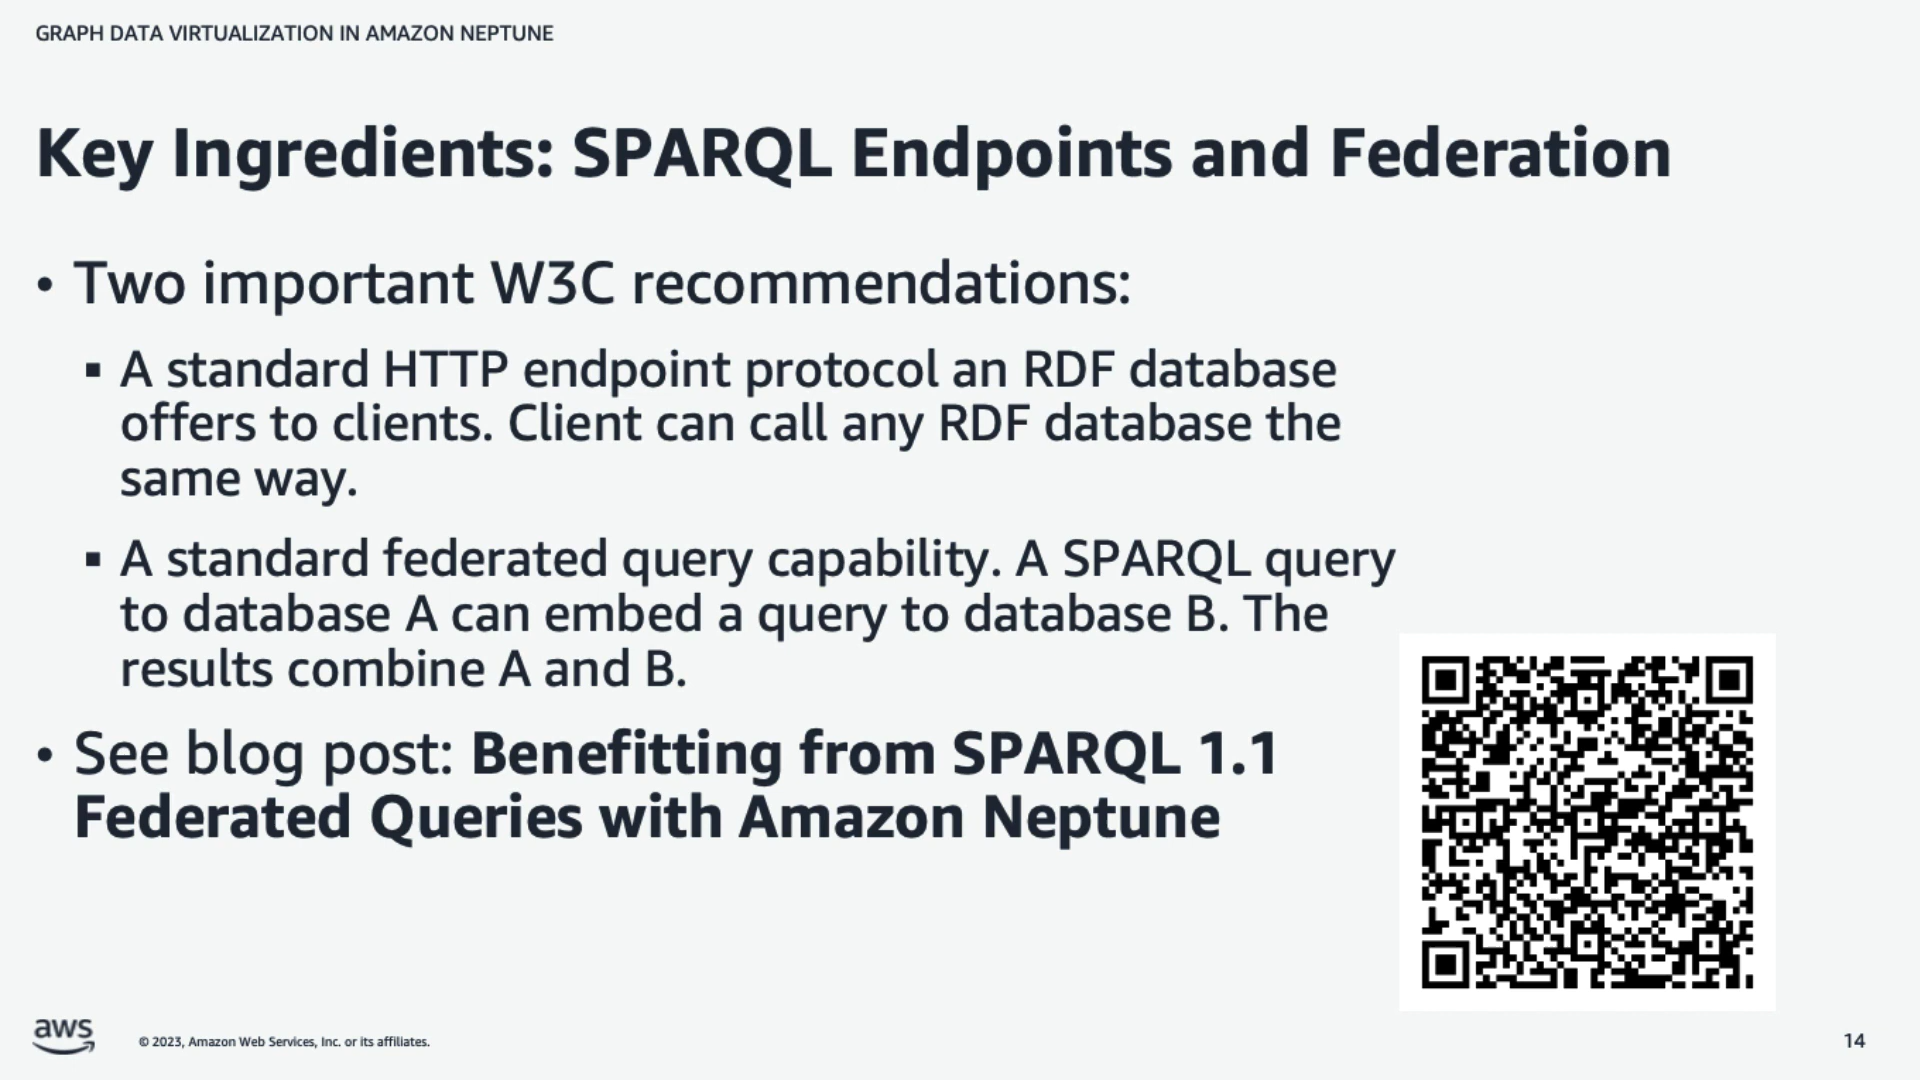 GRAPH DATA VIRTUALIZATION IN AMAZON NEPTUNE
Key Ingredients: SPARQL Endpoints and Federation
• Two important W3C recommendations:
▪ A standard HTTP endpoint protocol an RDF database
offers to clients. Client can call any RDF database the
same way.
▪ A standard federated query capability. A SPARQL query
to database A can embed a query to database B. The
results combine A and B.
• See blog post: Benefitting from SPARQL 1.1
Federated Queries with Amazon Neptune
aws
© 2023, Amazon Web Services, Inc. or its affiliates.
14